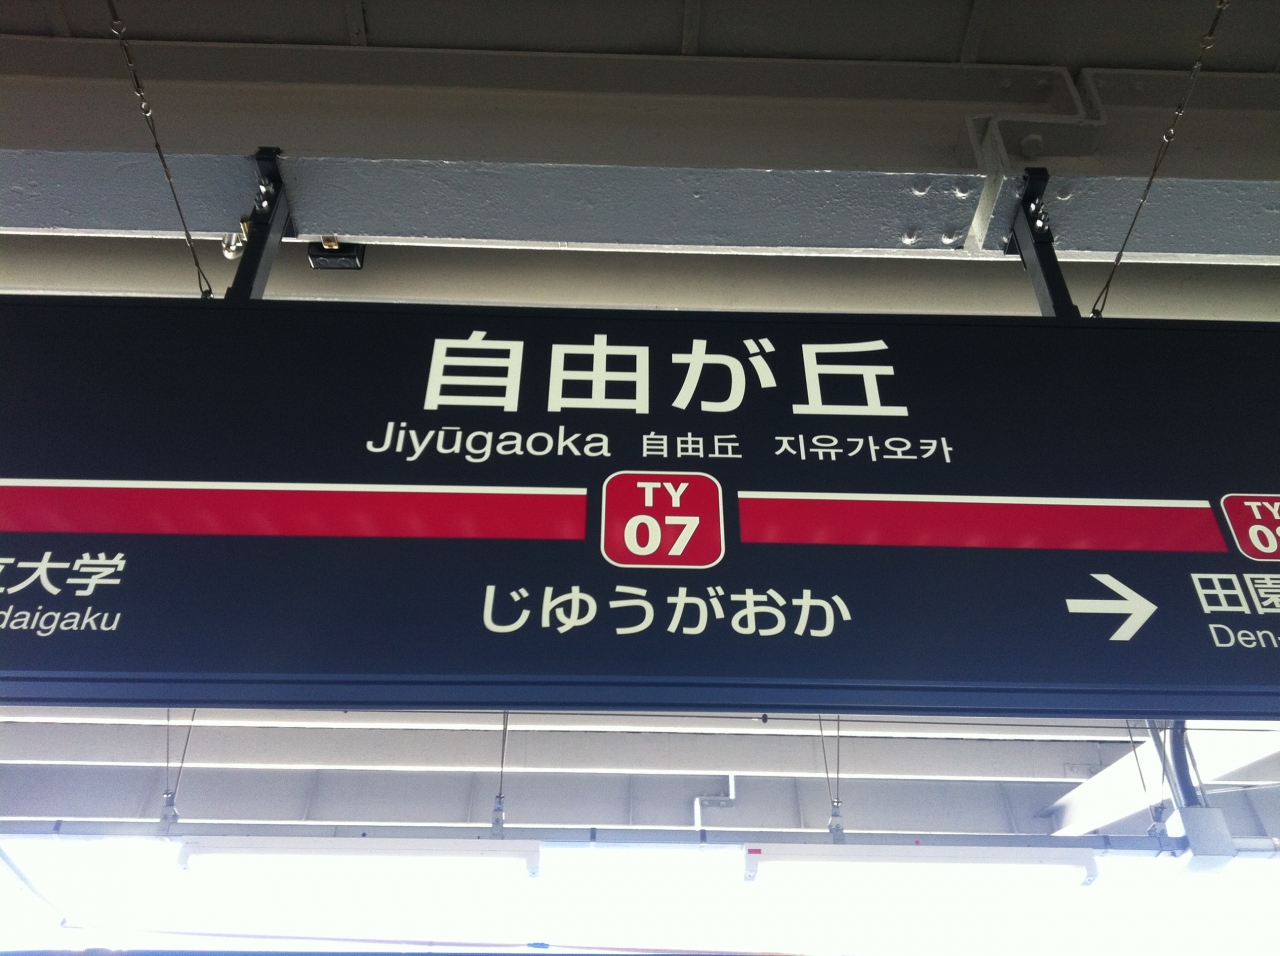 自由が丘
Jiyūgaoka 自由丘 지유가오카
TY
07
TY
じゆうがおか
大学
daigaku
→ 田園
Den-